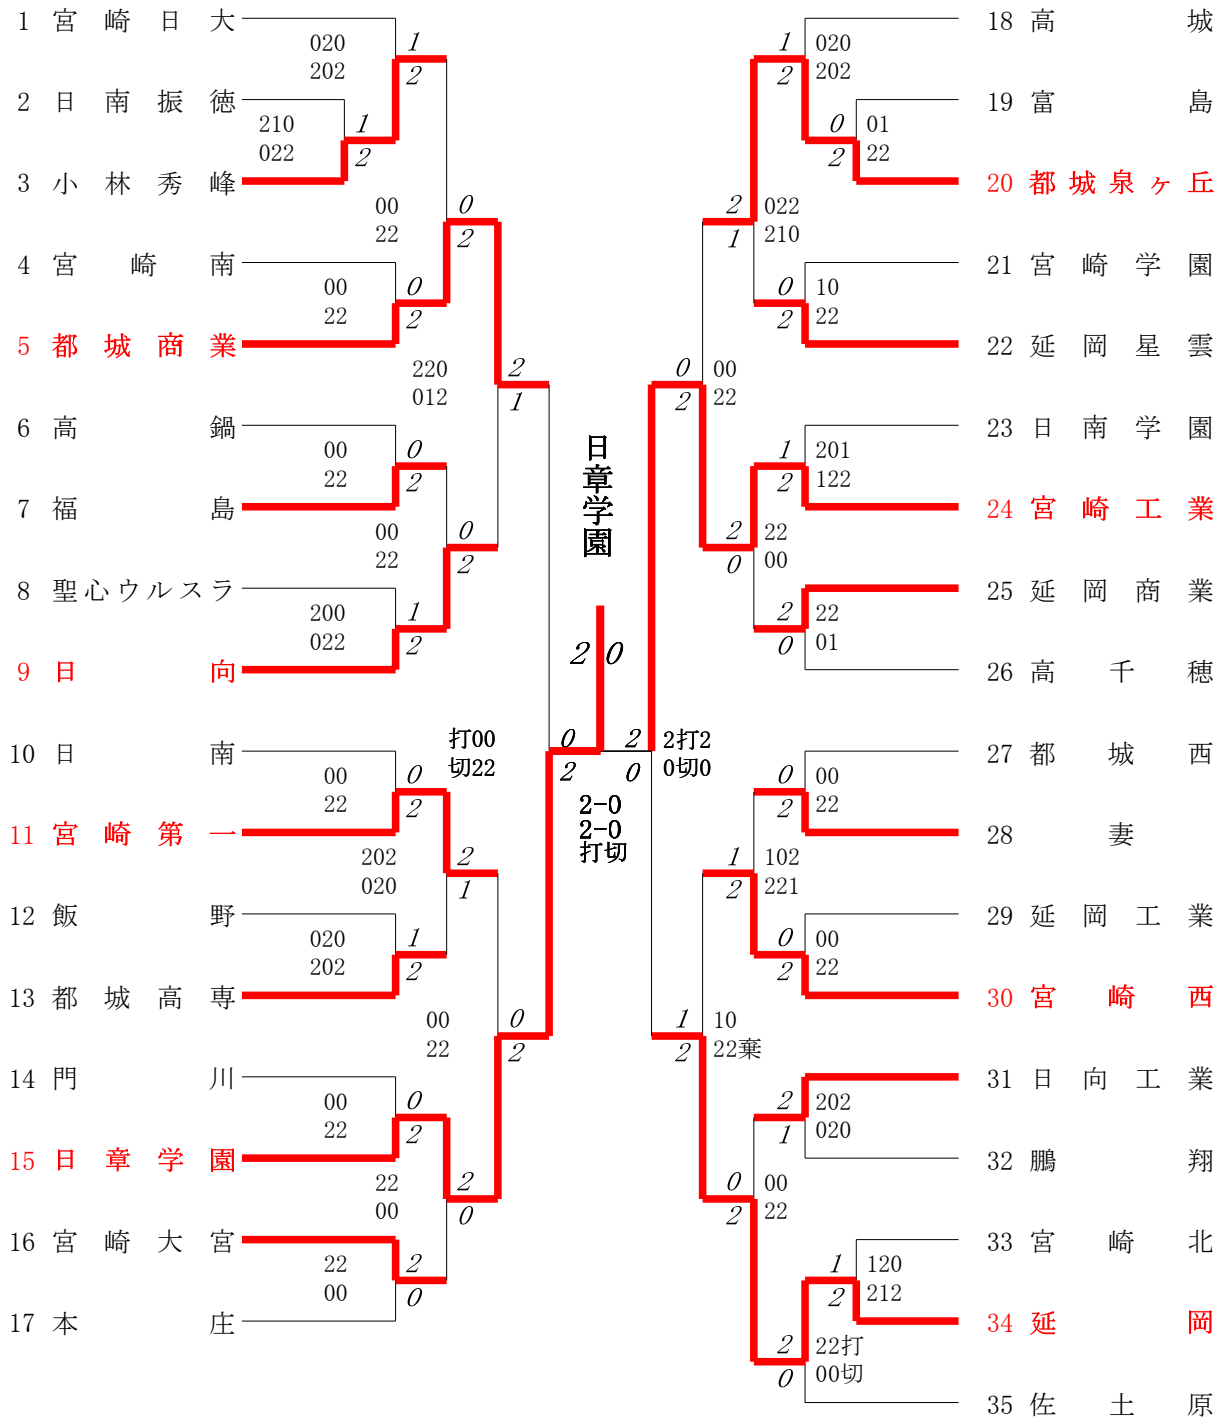 1 宮崎日大
020
202
1
2
2 日南振徳
210
022
1
2
3 小林秀峰
00
22
0
2
4 宮崎南
00
22
0
2
5 都城商業
220
012
2
1
6 高鍋
00
22
0
2
7 福島
00
22
0
2
8 聖心ウルスラ
200
022
1
2
9 日向
打00
切22
0
2
10 日南
00
22
0
2
11 宮崎第一
202
020
2
1
12 飯野
020
202
1
2
13 都城高専
00
22
0
2
14 門川
00
22
0
2
15 日章学園
22
00
2
0
16 宮崎大宮
22
00
2
0
17 本庄
日章学園
2 0
2-0
2-0
打切
18 高城
1
2
020
202
19 富島
0
2
01
22
20 都城泉ヶ丘
2
1
022
210
21 宮崎学園
0
2
10
22
22 延岡星雲
0
2
00
22
23 日南学園
1
2
201
122
24 宮崎工業
2
0
22
00
25 延岡商業
2
0
22
01
26 高千穂
2
0
2打2
0切0
27 都城西
0
2
00
22
28 妻
1
2
102
221
29 延岡工業
0
2
00
22
30 宮崎西
1
2
10
22棄
31 日向工業
2
1
202
020
32 鵬翔
0
2
00
22
33 宮崎北
1
2
120
212
34 延岡
2
0
22打
00切
35 佐土原